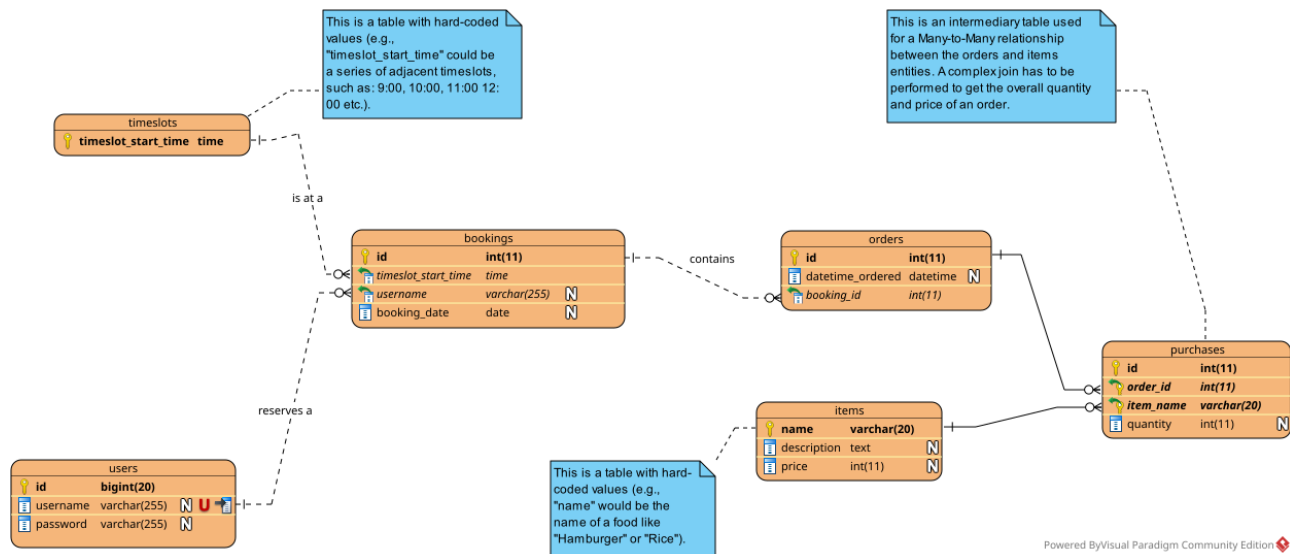 This is a table with hard-coded
values (e.g.,
"timeslot_start_time" could be
a series of adjacent timeslots,
such as: 9:00, 10:00, 11:00 12:
00 etc.).
This is an intermediary table used
for a Many-to-Many relationship
between the orders and items
entities. A complex join has to be
performed to get the overall quantity
and price of an order.
timeslots
timeslot_start_time time
is at a
bookings
id int(11)
timeslot_start_time time
username varchar(255) N
booking_date date N
contains
orders
id int(11)
datetime_ordered datetime N
booking_id int(11)
purchases
id int(11)
order_id int(11)
item_name varchar(20)
quantity int(11) N
reserves a
items
name varchar(20)
description text N
price int(11) N
users
id bigint(20)
username varchar(255) N U
password varchar(255) N
This is a table with hard-
coded values (e.g.,
"name" would be the
name of a food like
"Hamburger" or "Rice").
Powered ByVisual Paradigm Community Edition